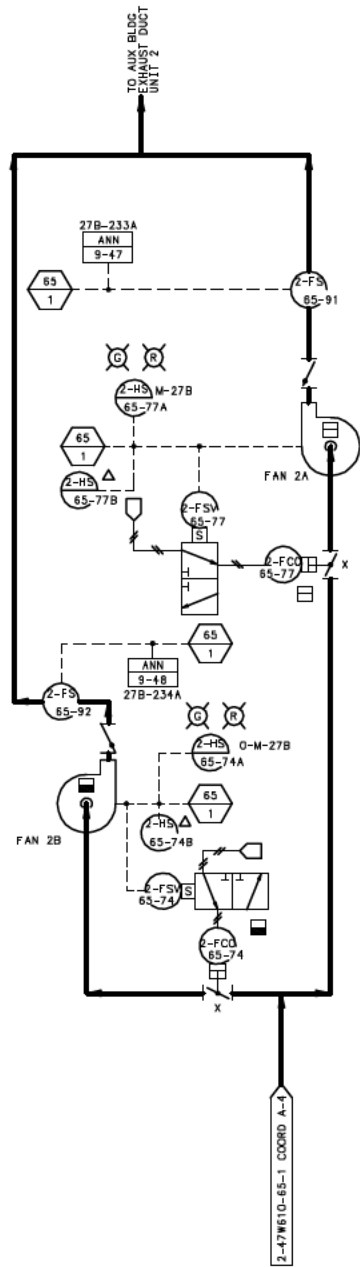 TO AUX BLDG
EXHAUST DUCT
UNIT 2
27B-233A
ANN
9-47
65
1
2-FS
65-91
G
R
2-HS
M-27B
65-77A
65
1
2-HS
65-77B
2-FSV
65-77
S
FAN 2A
2-FCO
65-77
X
2-FS
65-92
ANN
9-48
27B-234A
65
1
G
R
2-HS
0-M-27B
65-74A
FAN 2B
65
1
2-HS
65-74B
2-FSV
65-74
S
2-FCO
65-74
X
2-47W610-65-1 COORD A-4